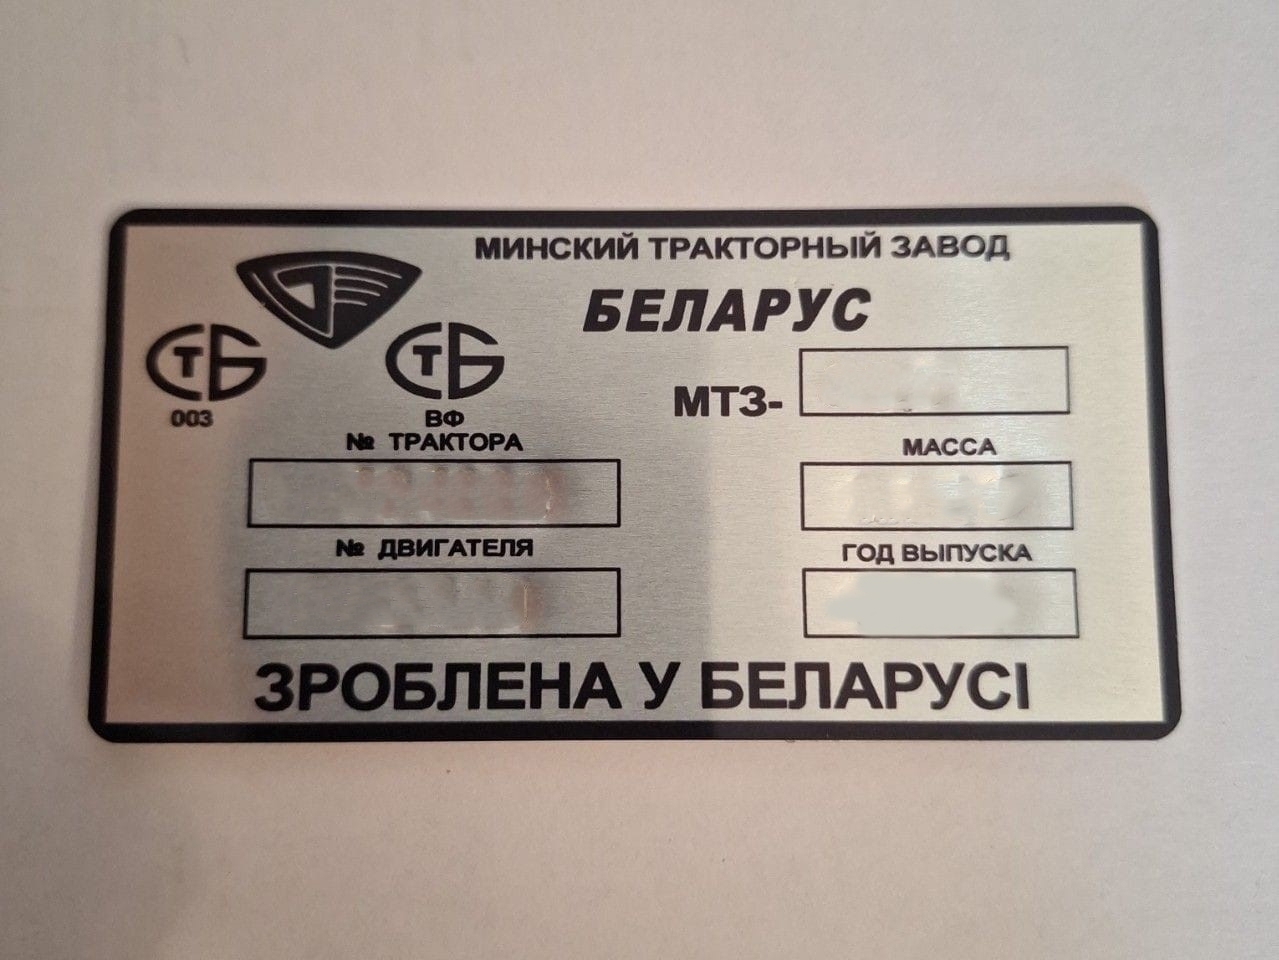 МИНСКИЙ ТРАКТОРНЫЙ ЗАВОД
БЕЛАРУС
СТБ
003
СТБ
ВФ
МТЗ-
№ ТРАКТОРА
МАССА
№ ДВИГАТЕЛЯ
ГОД ВЫПУСКА
ЗРОБЛЕНА У БЕЛАРУСІ